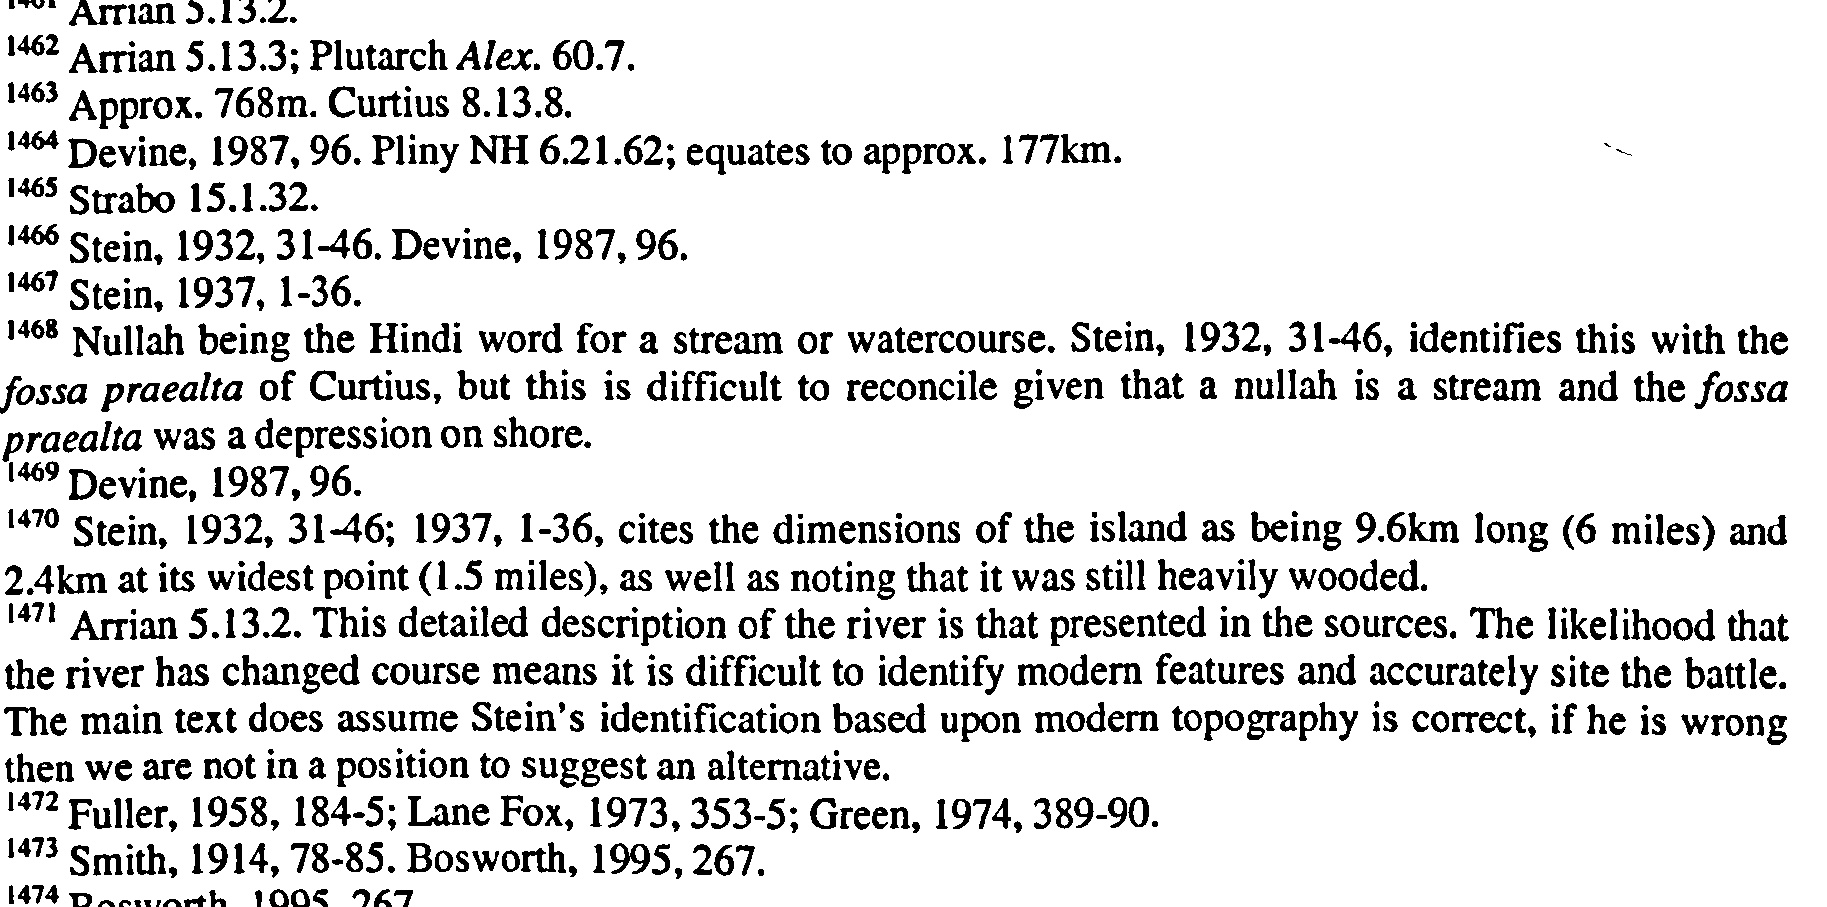 1461 Arrian 5.13.2.
1462 Arrian 5.13.3; Plutarch Alex. 60.7.
1463 Approx. 768m. Curtius 8.13.8.
1464 Devine, 1987, 96. Pliny NH 6.21.62; equates to approx. 177km.
1465 Strabo 15.1.32.
1466 Stein, 1932, 31-46. Devine, 1987, 96.
1467 Stein, 1937, 1-36.
1468 Nullah being the Hindi word for a stream or watercourse. Stein, 1932, 31-46, identifies this with the
fossa praealta of Curtius, but this is difficult to reconcile given that a nullah is a stream and the fossa
praealta was a depression on shore.
1469 Devine, 1987, 96.
1470 Stein, 1932, 31-46; 1937, 1-36, cites the dimensions of the island as being 9.6km long (6 miles) and
2.4km at its widest point (1.5 miles), as well as noting that it was still heavily wooded.
1471 Arrian 5.13.2. This detailed description of the river is that presented in the sources. The likelihood that
the river has changed course means it is difficult to identify modern features and accurately site the battle.
The main text does assume Stein's identification based upon modern topography is correct, if he is wrong
then we are not in a position to suggest an alternative.
1472 Fuller, 1958, 184-5; Lane Fox, 1973, 353-5; Green, 1974, 389-90.
1473 Smith, 1914, 78-85. Bosworth, 1995, 267.
1474 Bosworth, 1995, 267